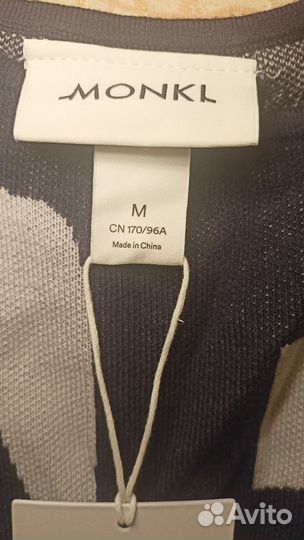 MONKI
M
CN 170/96A
Made in China
Avito